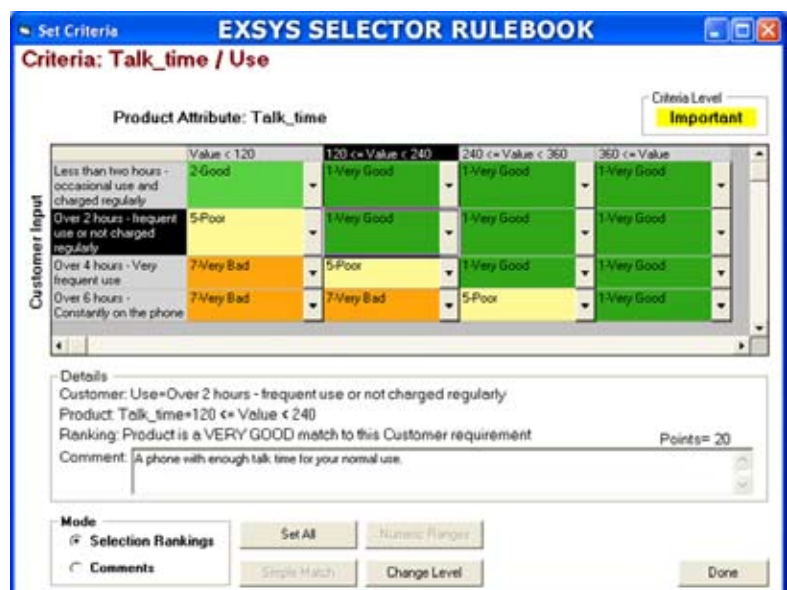 Set Criteria
EXSYS SELECTOR RULEBOOK
Criteria: Talk_time / Use
Product Attribute: Talk_time
Criteria Level
Important
Value < 120
120 <= Value < 240
240 <= Value < 360
360 <= Value
Customer Input
Less than two hours -
occasional use and
charged regularly
2-Good
1-Very Good
1-Very Good
1-Very Good
Over 2 hours - frequent
use or not charged
regularly
5-Poor
1-Very Good
1-Very Good
1-Very Good
Over 4 hours - Very
frequent use
7-Very Bad
5-Poor
1-Very Good
1-Very Good
Over 6 hours -
Constantly on the phone
7-Very Bad
7-Very Bad
5-Poor
1-Very Good
Details
Customer: Use=Over 2 hours - frequent use or not charged regularly
Product: Talk_time=120 <= Value < 240
Ranking: Product is a VERY GOOD match to this Customer requirement
Points= 20
Comment:
A phone with enough talk time for your normal use.
Mode
Selection Rankings
Comments
Set All
Numeric Ranges
Simple Match
Change Level
Done